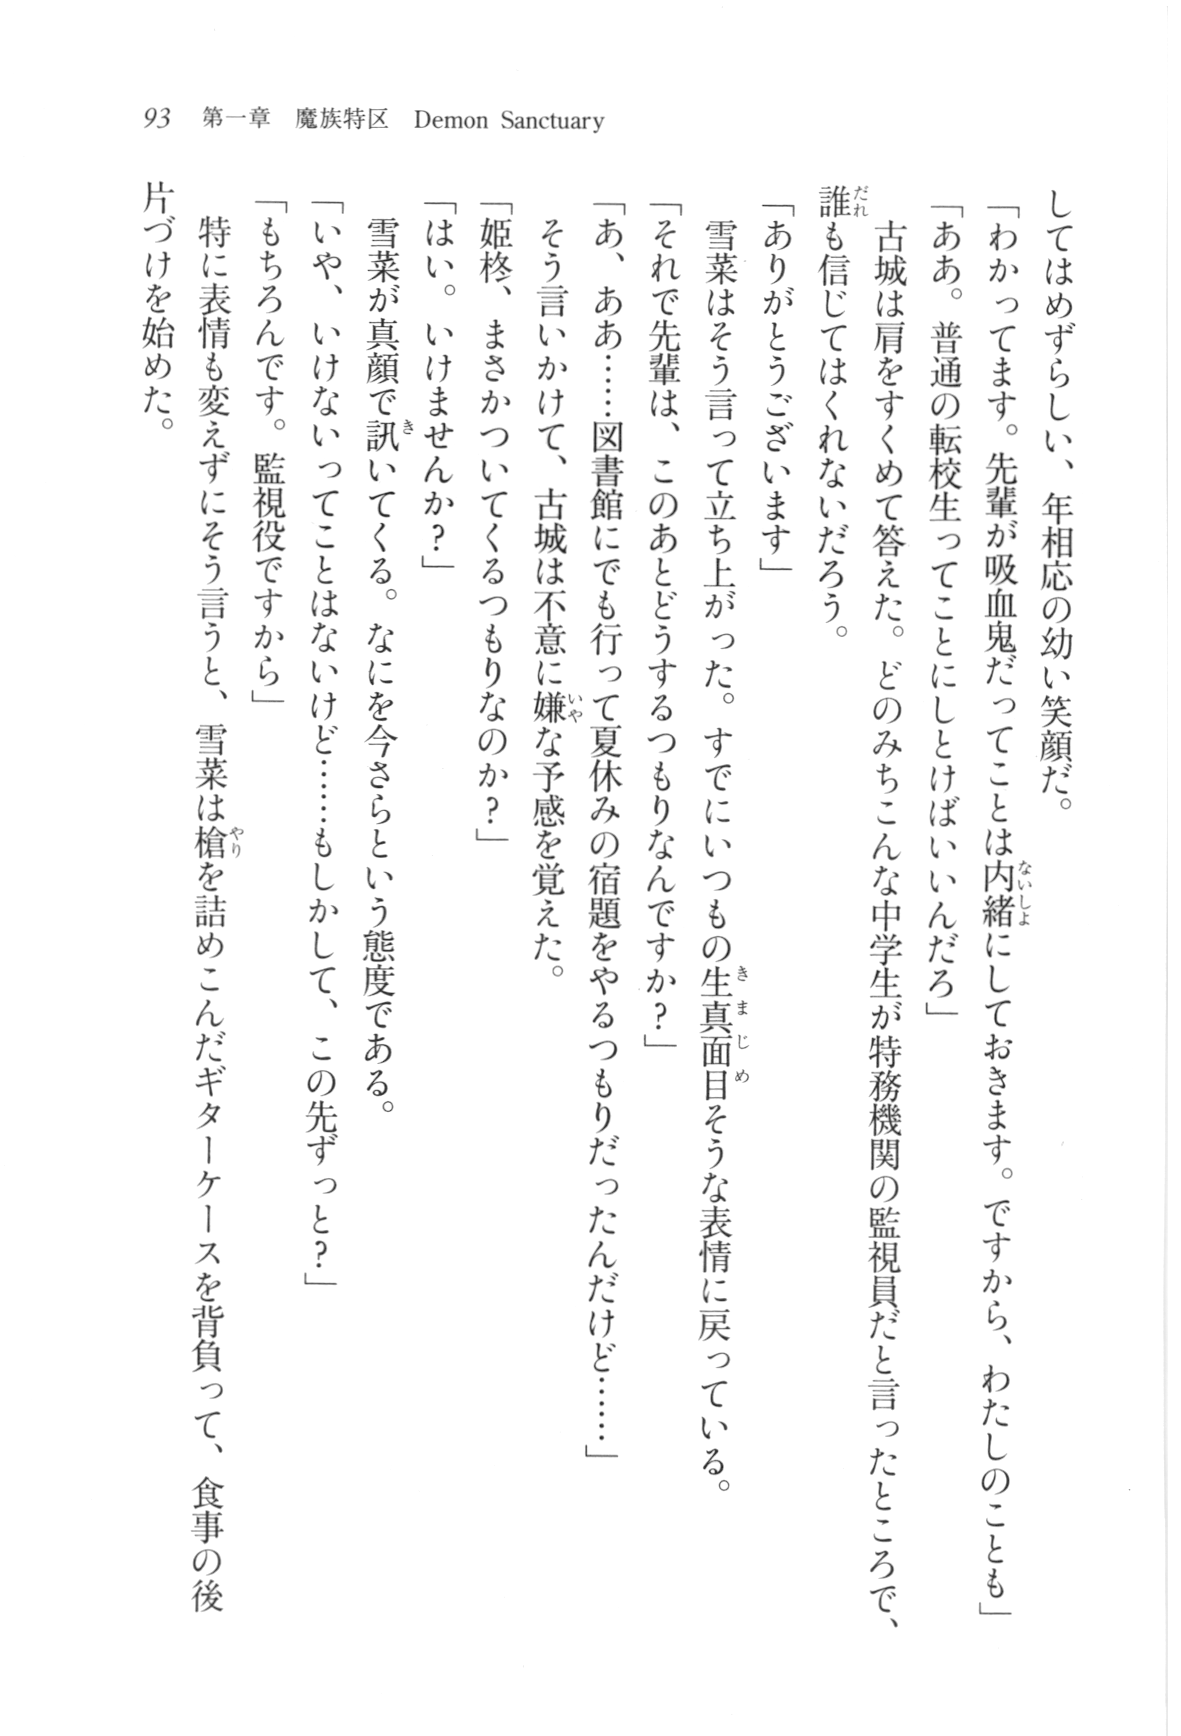 93 第一章 魔族特区 Demon Sanctuary
してはめずらしい、年相応の幼い笑顔だ。
「わかってます。先輩が吸血鬼だってことは内緒にしておきます。ですから、わたしのことも」
「ああ。普通の転校生ってことにしとけばいいんだろ」
古城は肩をすくめて答えた。どのみちこんな中学生が特務機関の監視員だと言ったところで、
誰も信じてはくれないだろう。
「ありがとうございます」
雪菜はそう言って立ち上がった。すでにいつもの生真面目そうな表情に戻っている。
「それで先輩は、このあとどうするつもりなんですか?」
「あ、ああ……図書館にでも行って夏休みの宿題をやるつもりだったんだけど……」
そう言いかけて、古城は不意に嫌な予感を覚えた。
「姫柊、まさかついてくるつもりなのか?」
「はい。いけませんか?」
雪菜が真顔で訊いてくる。なにを今さらという態度である。
「いや、いけないってことはないけど……もしかして、この先ずっと?」
「もちろんです。監視役ですから」
特に表情も変えずにそう言うと、雪菜は槍を詰めこんだギターケースを背負って、食事の後
片づけを始めた。